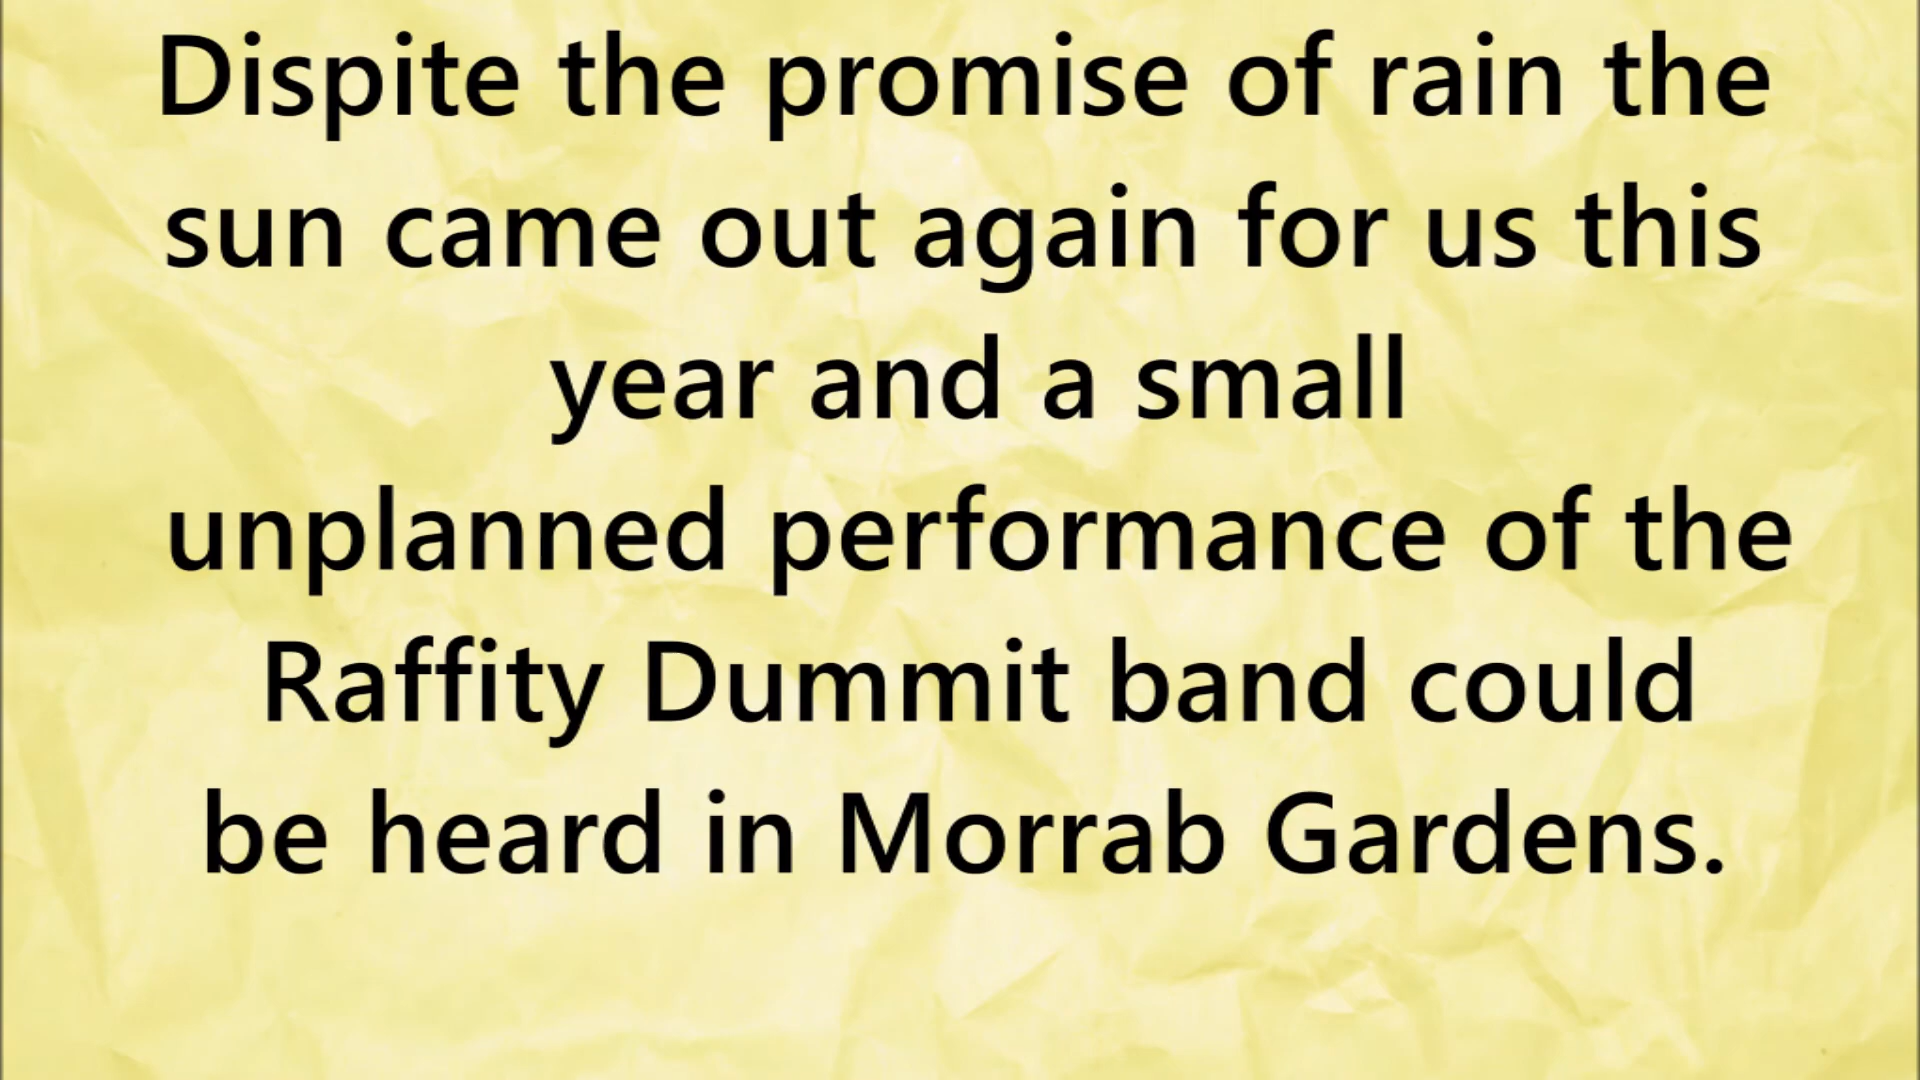 Dispite the promise of rain the
sun came out again for us this
year and a small
unplanned performance of the
Raffity Dummit band could
be heard in Morrab Gardens.